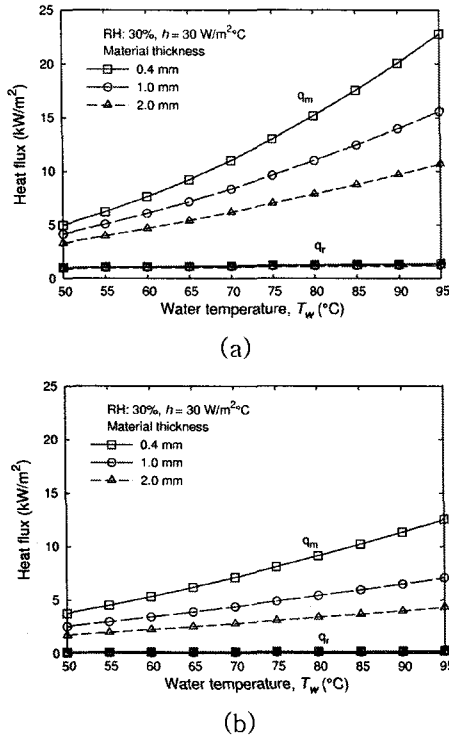 25
20
15
10
5
0
Heat flux (kW/m²)
RH: 30%, h = 30 W/m²°C
Material thickness
0.4 mm
1.0 mm
2.0 mm
qm
qr
50 55 60 65 70 75 80 85 90 95
Water temperature, Tw (°C)
(a)
25
20
15
10
5
0
Heat flux (kW/m²)
RH: 30%, h = 30 W/m²°C
Material thickness
0.4 mm
1.0 mm
2.0 mm
qm
qr
50 55 60 65 70 75 80 85 90 95
Water temperature, Tw (°C)
(b)